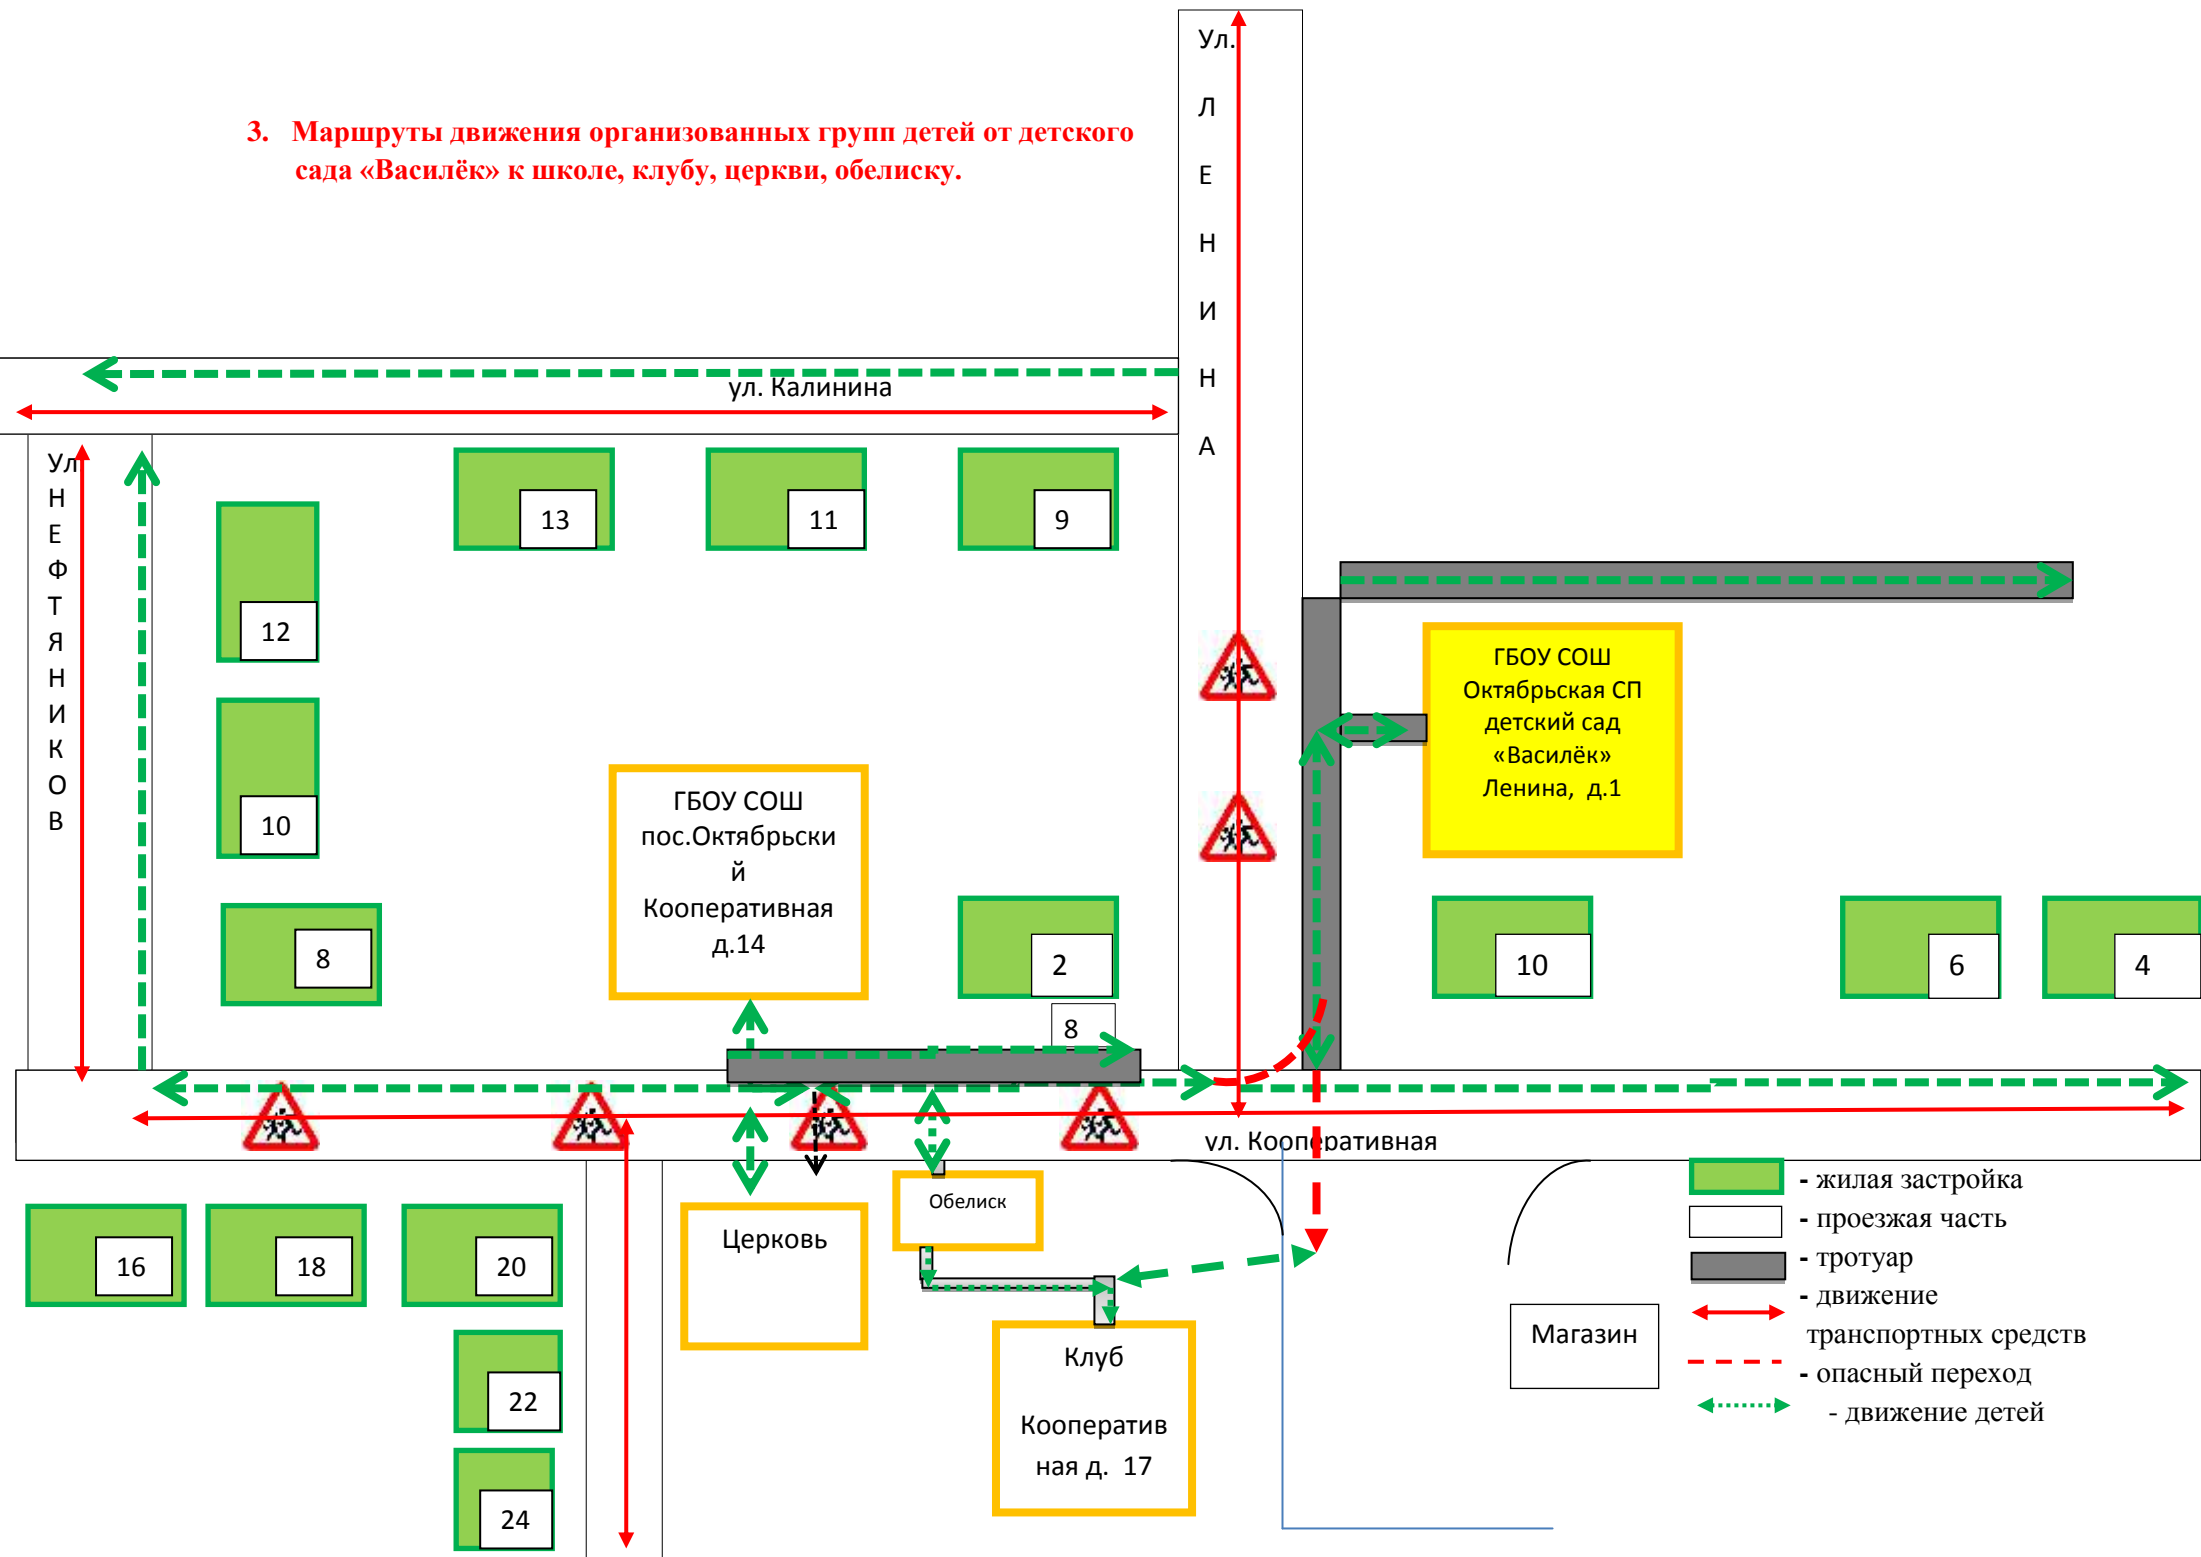 3. Маршруты движения организованных групп детей от детского
сада «Василёк» к школе, клубу, церкви, обелиску.
Ул.
Л
Е
Н
И
Н
А
ул. Калинина
Ул
Н
Е
Ф
Т
Я
Н
И
К
О
В
13
11
9
12
10
8
ГБОУ СОШ
пос.Октябрьски
й
Кооперативная
д.14
2
8
ГБОУ СОШ
Октябрьская СП
детский сад
«Василёк»
Ленина, д.1
10
6
4
ул. Кооперативная
16
18
20
22
24
Церковь
Обелиск
Клуб
Кооператив
ная д. 17
Магазин
- жилая застройка
- проезжая часть
- тротуар
- движение
транспортных средств
- опасный переход
- движение детей